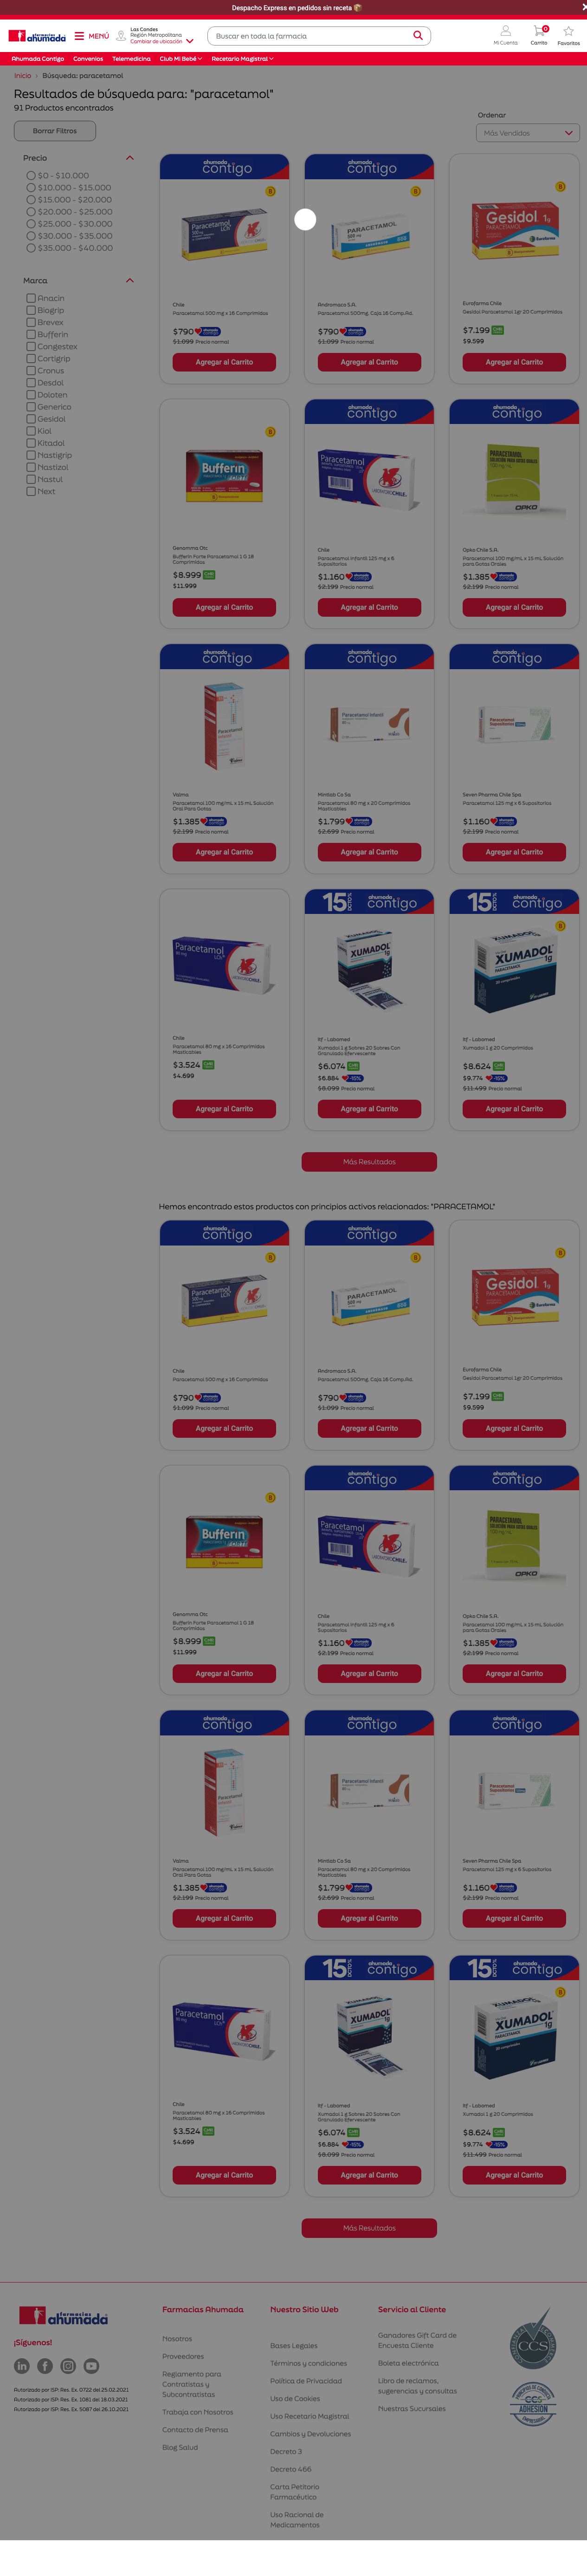 Despacho Express en pedidos sin receta
farmacias ahumada
MENÚ
Las Condes
Región Metropolitana
Cambiar de ubicación
Buscar en toda la farmacia
Mi Cuenta
0
Carrito
Favoritos
Ahumada Contigo
Convenios
Telemedicina
Club Mi Bebé
Recetario Magistral
Inicio > Búsqueda: paracetamol
Resultados de búsqueda para: "paracetamol"
91 Productos encontrados
Borrar Filtros
Ordenar
Más Vendidos
Precio
$0 - $10.000
$10.000 - $15.000
$15.000 - $20.000
$20.000 - $25.000
$25.000 - $30.000
$30.000 - $35.000
$35.000 - $40.000
Marca
Anacin
Biogrip
Brevex
Bufferin
Congestex
Cortigrip
Cronus
Desdol
Doloten
Generico
Gesidol
Kiol
Kitadol
Nastigrip
Nastizol
Nastul
Next
ahumada contigo
Chile
Paracetamol 500 mg x 16 Comprimidos
$790
$1.099 Precio normal
Agregar al Carrito
ahumada contigo
Andromaco S.A.
Paracetamol 500mg. Caja 16 Comp.Rd.
$790
$1.099 Precio normal
Agregar al Carrito
Eurofarma Chile
Gesidol Paracetamol 1gr 20 Comprimidos
$7.199
$9.599
Agregar al Carrito
Genomma Otc
Bufferin Forte Paracetamol 1 G 18
Comprimidos
$8.999
$11.999
Agregar al Carrito
ahumada contigo
Chile
Paracetamol Infantil 125 mg x 6
Supositorios
$1.160
$2.199 Precio normal
Agregar al Carrito
ahumada contigo
Opko Chile S.A.
Paracetamol 100 mg/mL x 15 mL Solución
para Gotas Orales
$1.385
$2.199 Precio normal
Agregar al Carrito
ahumada contigo
Valma
Paracetamol 100 mg/mL x 15 mL Solución
Oral Para Gotas
$1.385
$2.199 Precio normal
Agregar al Carrito
ahumada contigo
Mintlab Co Sa
Paracetamol 80 mg x 20 Comprimidos
Masticables
$1.799
$2.699 Precio normal
Agregar al Carrito
ahumada contigo
Seven Pharma Chile Spa
Paracetamol 125 mg x 6 Supositorios
$1.160
$2.199 Precio normal
Agregar al Carrito
Chile
Paracetamol 80 mg x 16 Comprimidos
Masticables
$3.524
$4.699
Agregar al Carrito
15% DCTO ahumada contigo
Itf - Labomed
Xumadol 1 g Sobres 20 Sobres Con
Granulado Efervescente
$6.074
$6.884 -15%
$8.099 Precio normal
Agregar al Carrito
15% DCTO ahumada contigo
Itf - Labomed
Xumadol 1 g 20 Comprimidos
$8.624
$9.774 -15%
$11.499 Precio normal
Agregar al Carrito
Más Resultados
Hemos encontrado estos productos con principios activos relacionados: "PARACETAMOL"
ahumada contigo
Chile
Paracetamol 500 mg x 16 Comprimidos
$790
$1.099 Precio normal
Agregar al Carrito
ahumada contigo
Andromaco S.A.
Paracetamol 500mg. Caja 16 Comp.Rd.
$790
$1.099 Precio normal
Agregar al Carrito
Eurofarma Chile
Gesidol Paracetamol 1gr 20 Comprimidos
$7.199
$9.599
Agregar al Carrito
Genomma Otc
Bufferin Forte Paracetamol 1 G 18
Comprimidos
$8.999
$11.999
Agregar al Carrito
ahumada contigo
Chile
Paracetamol Infantil 125 mg x 6
Supositorios
$1.160
$2.199 Precio normal
Agregar al Carrito
ahumada contigo
Opko Chile S.A.
Paracetamol 100 mg/mL x 15 mL Solución
para Gotas Orales
$1.385
$2.199 Precio normal
Agregar al Carrito
ahumada contigo
Valma
Paracetamol 100 mg/mL x 15 mL Solución
Oral Para Gotas
$1.385
$2.199 Precio normal
Agregar al Carrito
ahumada contigo
Mintlab Co Sa
Paracetamol 80 mg x 20 Comprimidos
Masticables
$1.799
$2.699 Precio normal
Agregar al Carrito
ahumada contigo
Seven Pharma Chile Spa
Paracetamol 125 mg x 6 Supositorios
$1.160
$2.199 Precio normal
Agregar al Carrito
Chile
Paracetamol 80 mg x 16 Comprimidos
Masticables
$3.524
$4.699
Agregar al Carrito
15% DCTO ahumada contigo
Itf - Labomed
Xumadol 1 g Sobres 20 Sobres Con
Granulado Efervescente
$6.074
$6.884 -15%
$8.099 Precio normal
Agregar al Carrito
15% DCTO ahumada contigo
Itf - Labomed
Xumadol 1 g 20 Comprimidos
$8.624
$9.774 -15%
$11.499 Precio normal
Agregar al Carrito
Más Resultados
farmacias ahumada
¡Síguenos!
Autorizado por ISP: Res. Ex. 0722 del 25.02.2021
Autorizado por ISP: Res. Ex. 1081 del 18.03.2021
Autorizado por ISP: Res. Ex. 5087 del 26.10.2021
Farmacias Ahumada
Nosotros
Proveedores
Reglamento para
Contratistas y
Subcontratistas
Trabaja con Nosotros
Contacto de Prensa
Blog Salud
Nuestro Sitio Web
Bases Legales
Términos y condiciones
Política de Privacidad
Uso de Cookies
Uso Recetario Magistral
Cambios y Devoluciones
Decreto 3
Decreto 466
Carta Petitorio
Farmacéutico
Uso Racional de
Medicamentos
Servicio al Cliente
Ganadores Gift Card de
Encuesta Cliente
Boleta electrónica
Libro de reclamos,
sugerencias y consultas
Nuestras Sucursales
CCS
PRINCIPIOS DE CÓDIGO
CCS
ADHESION